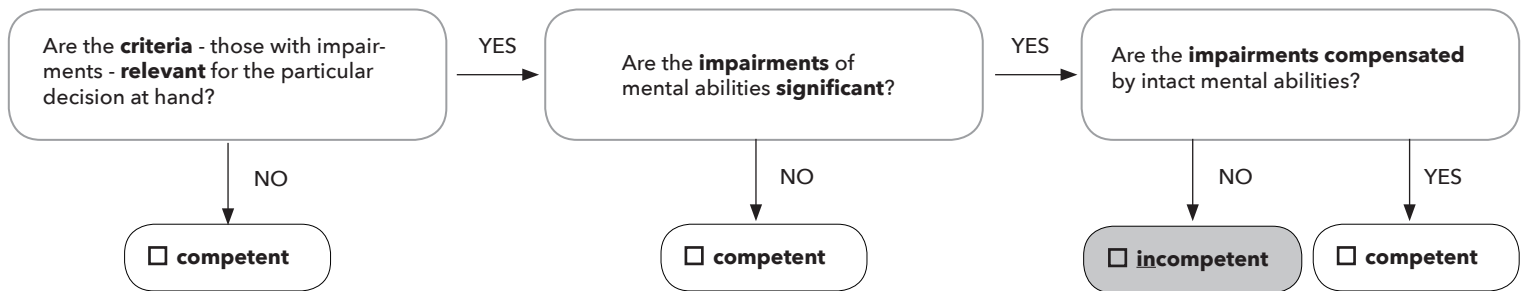 Are the criteria - those with impair-
ments - relevant for the particular
decision at hand?
YES
Are the impairments of
mental abilities significant?
YES
Are the impairments compensated
by intact mental abilities?
NO
NO
NO
YES
☐ competent
☐ competent
☐ incompetent
☐ competent